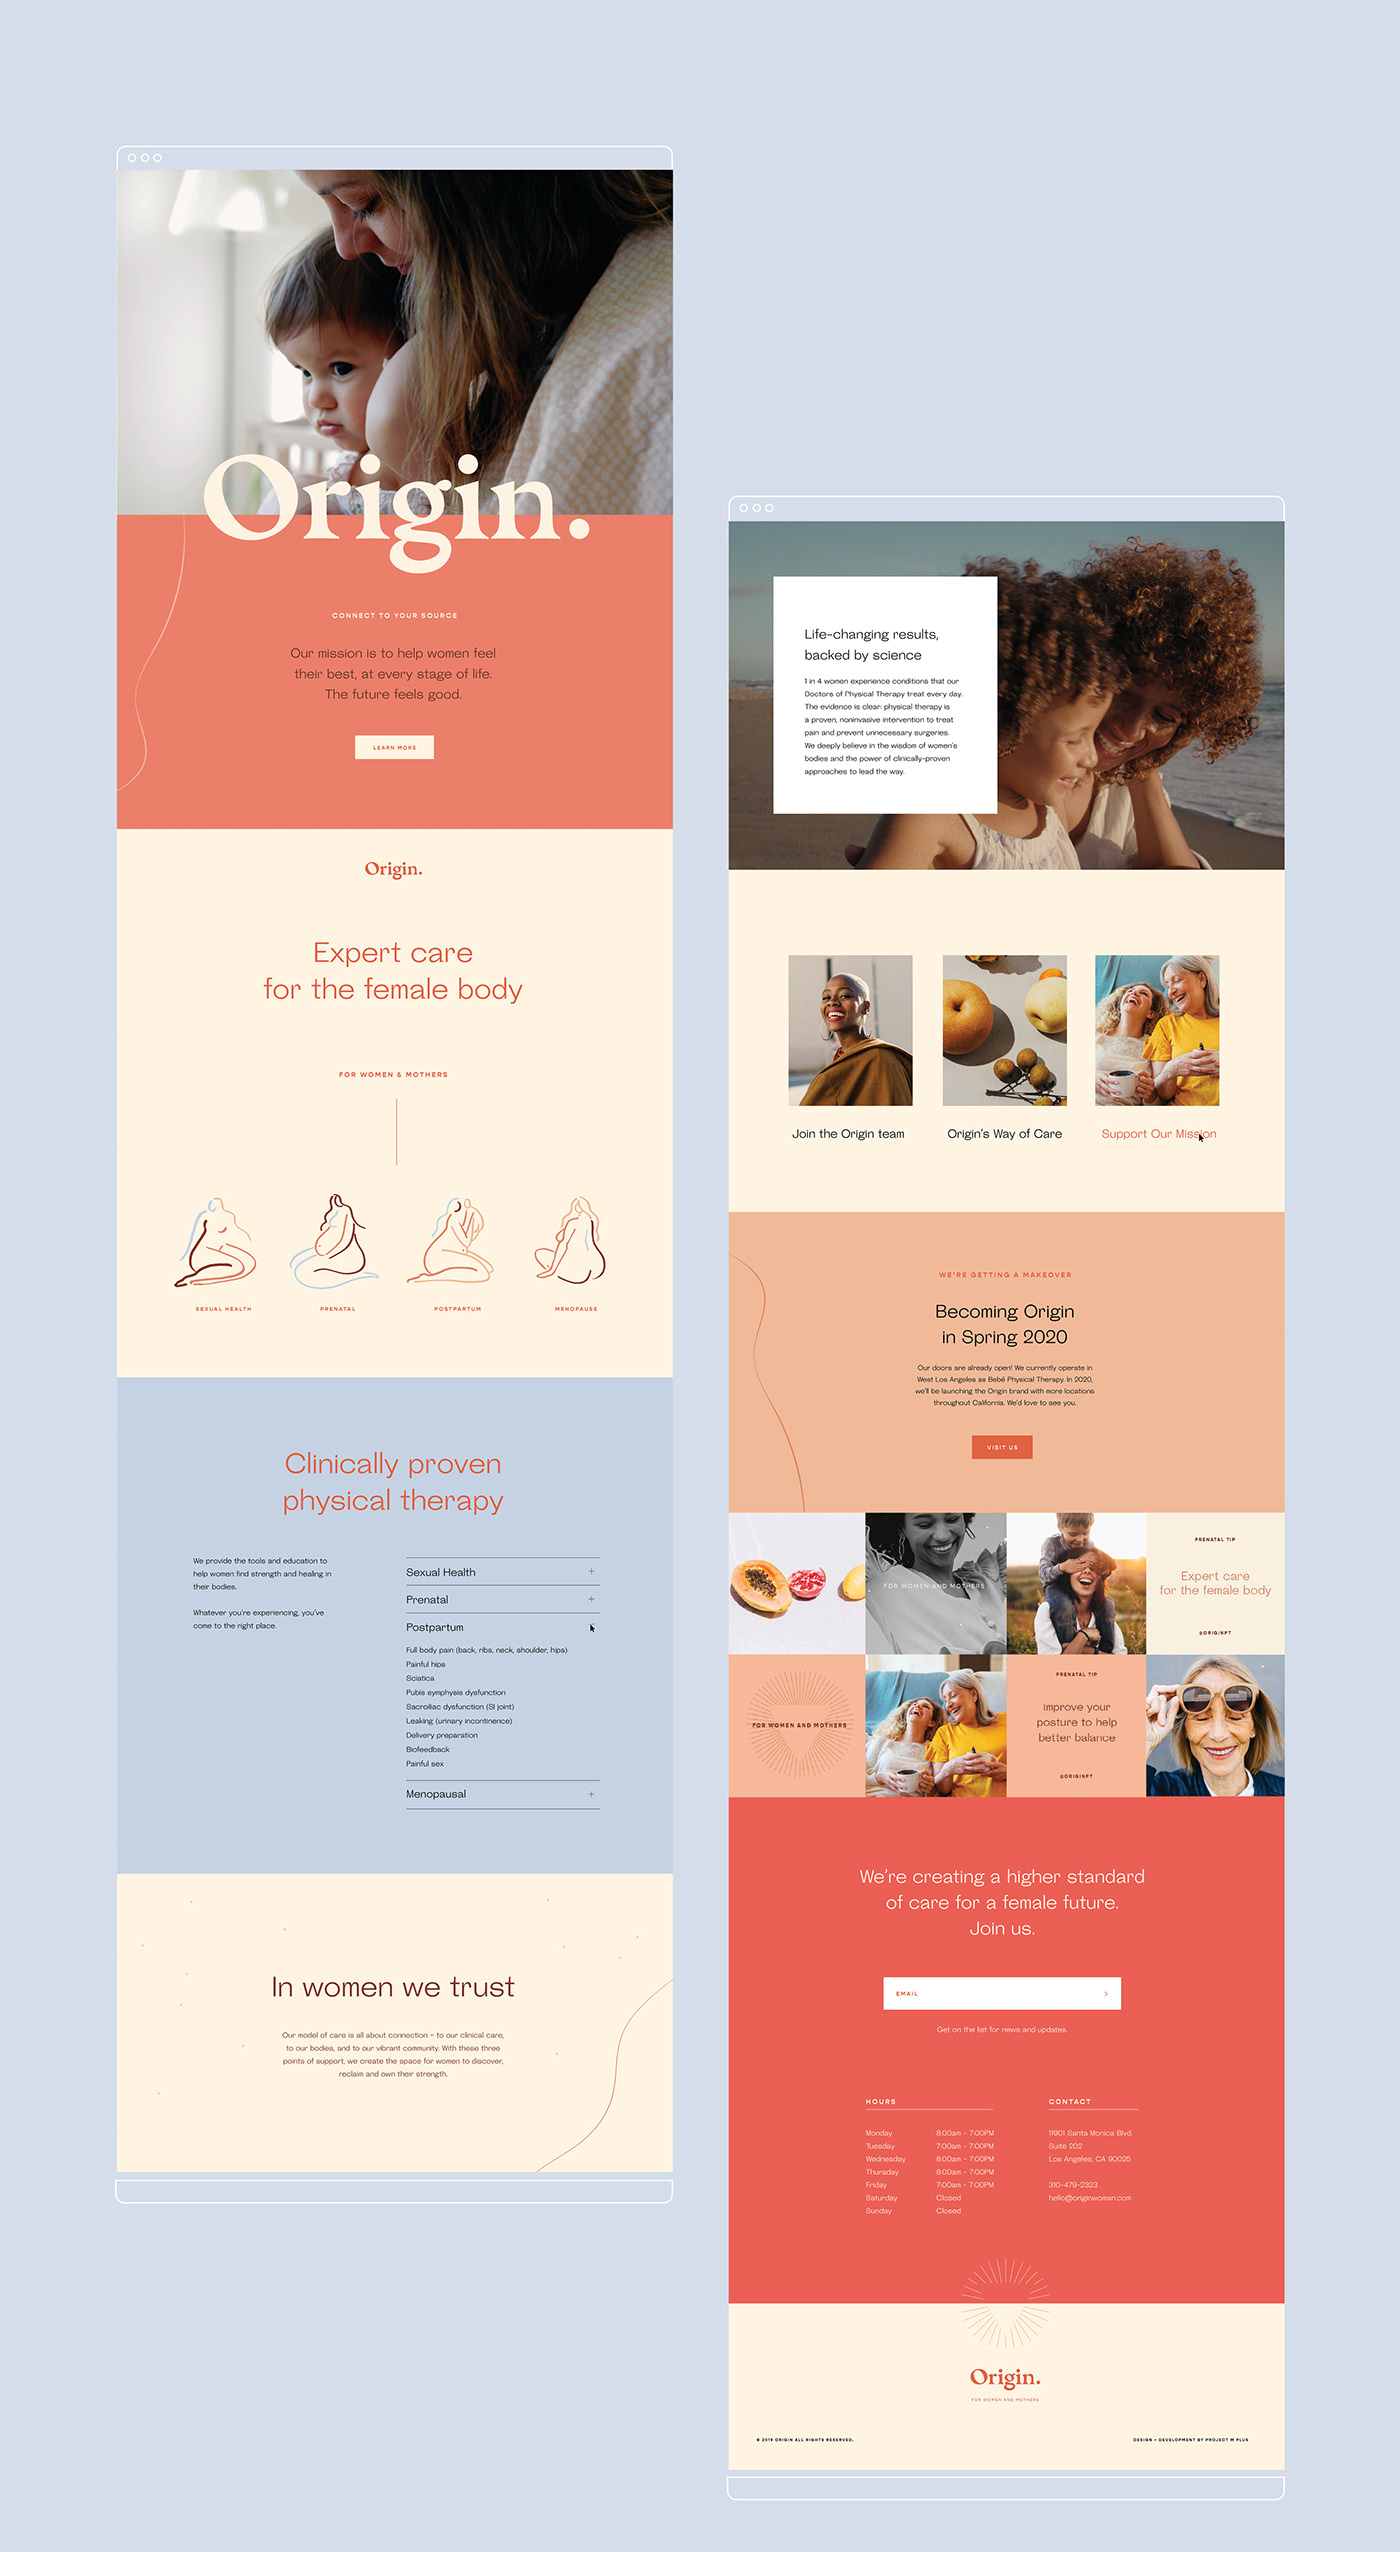 Origin.
CONNECT TO YOUR SOURCE
Our mission is to help women feel
their best, at every stage of life.
The future feels good.
LEARN MORE
Origin.
Expert care
for the female body
FOR WOMEN & MOTHERS
SEXUAL HEALTH
PRENATAL
POSTPARTUM
MENOPAUSE
Clinically proven
physical therapy
We provide the tools and education to
help women find strength and healing in
their bodies.
Whatever you're experiencing, you've
come to the right place.
Sexual Health +
Prenatal +
Postpartum
Full body pain (back, ribs, neck, shoulder, hips)
Painful hips
Sciatica
Pubis symphysis dysfunction
Sacroiliac dysfunction (SI joint)
Leaking (urinary incontinence)
Delivery preparation
Biofeedback
Painful sex
Menopausal +
In women we trust
Our model of care is all about connection – to our clinical care,
to our bodies, and to our vibrant community. With these three
points of support, we create the space for women to discover,
reclaim and own their strength.
Life-changing results,
backed by science
1 in 4 women experience conditions that our
Doctors of Physical Therapy treat every day.
The evidence is clear: physical therapy is
a proven, noninvasive intervention to treat
pain and prevent unnecessary surgeries.
We deeply believe in the wisdom of women's
bodies and the power of clinically-proven
approaches to lead the way.
Join the Origin team
Origin's Way of Care
Support Our Mission
WE'RE GETTING A MAKEOVER
Becoming Origin
in Spring 2020
Our doors are already open! We currently operate in
West Los Angeles as Bebé Physical Therapy. In 2020,
we'll be launching the Origin brand with more locations
throughout California. We'd love to see you.
VISIT US
FOR WOMEN AND MOTHERS
PRENATAL TIP
Expert care
for the female body
@ORIGINPT
FOR WOMEN AND MOTHERS
PRENATAL TIP
improve your
posture to help
better balance
@ORIGINPT
We're creating a higher standard
of care for a female future.
Join us.
EMAIL >
Get on the list for news and updates.
HOURS
Monday 8:00am - 7:00PM
Tuesday 7:00am - 7:00PM
Wednesday 8:00am - 7:00PM
Thursday 8:00am - 7:00PM
Friday 7:00am - 7:00PM
Saturday Closed
Sunday Closed
CONTACT
11901 Santa Monica Blvd.
Suite 202
Los Angeles, CA 90025
310-479-2323
hello@originwoman.com
Origin.
FOR WOMEN AND MOTHERS
© 2019 ORIGIN ALL RIGHTS RESERVED.
DESIGN + DEVELOPMENT BY PROJECT M PLUS